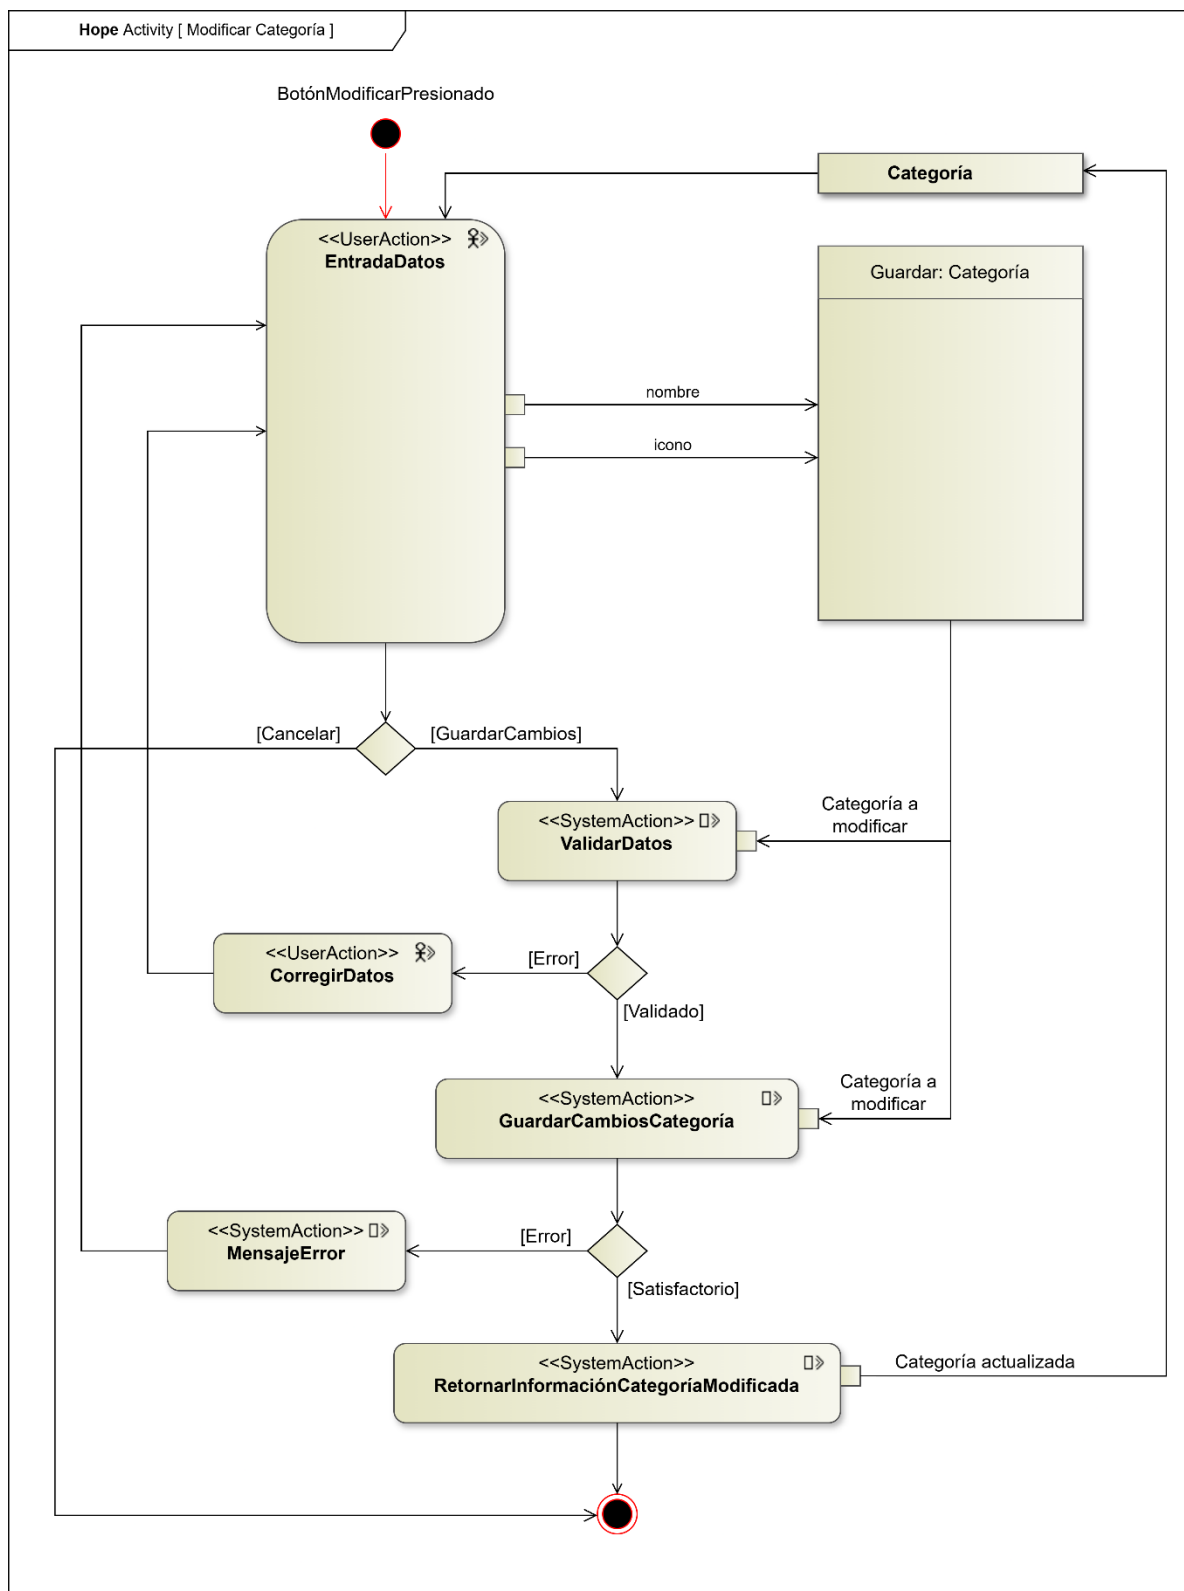 Hope Activity [ Modificar Categoría ]
BotónModificarPresionado
Categoría
<<UserAction>>
EntradaDatos
Guardar: Categoría
nombre
icono
[Cancelar]
[GuardarCambios]
<<SystemAction>>
ValidarDatos
Categoría a
modificar
<<UserAction>>
CorregirDatos
[Error]
[Validado]
<<SystemAction>>
GuardarCambiosCategoría
Categoría a
modificar
<<SystemAction>>
MensajeError
[Error]
[Satisfactorio]
<<SystemAction>>
RetornarInformaciónCategoríaModificada
Categoría actualizada